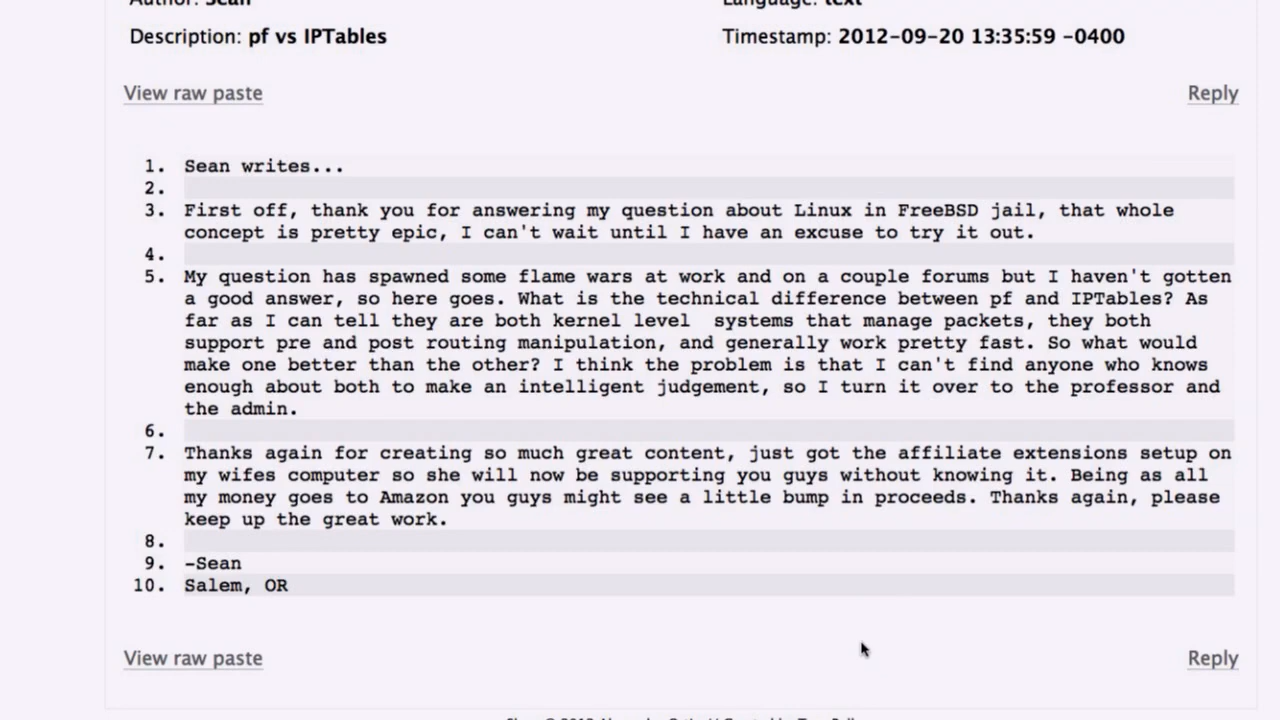 Author: Sean
Language: text
Description: pf vs IPTables
Timestamp: 2012-09-20 13:35:59 -0400
View raw paste
Reply
1. Sean writes...
2.
3. First off, thank you for answering my question about Linux in FreeBSD jail, that whole
concept is pretty epic, I can't wait until I have an excuse to try it out.
4.
5. My question has spawned some flame wars at work and on a couple forums but I haven't gotten
a good answer, so here goes. What is the technical difference between pf and IPTables? As
far as I can tell they are both kernel level  systems that manage packets, they both
support pre and post routing manipulation, and generally work pretty fast. So what would
make one better than the other? I think the problem is that I can't find anyone who knows
enough about both to make an intelligent judgement, so I turn it over to the professor and
the admin.
6.
7. Thanks again for creating so much great content, just got the affiliate extensions setup on
my wifes computer so she will now be supporting you guys without knowing it. Being as all
my money goes to Amazon you guys might see a little bump in proceeds. Thanks again, please
keep up the great work.
8.
9. -Sean
10. Salem, OR
View raw paste
Reply